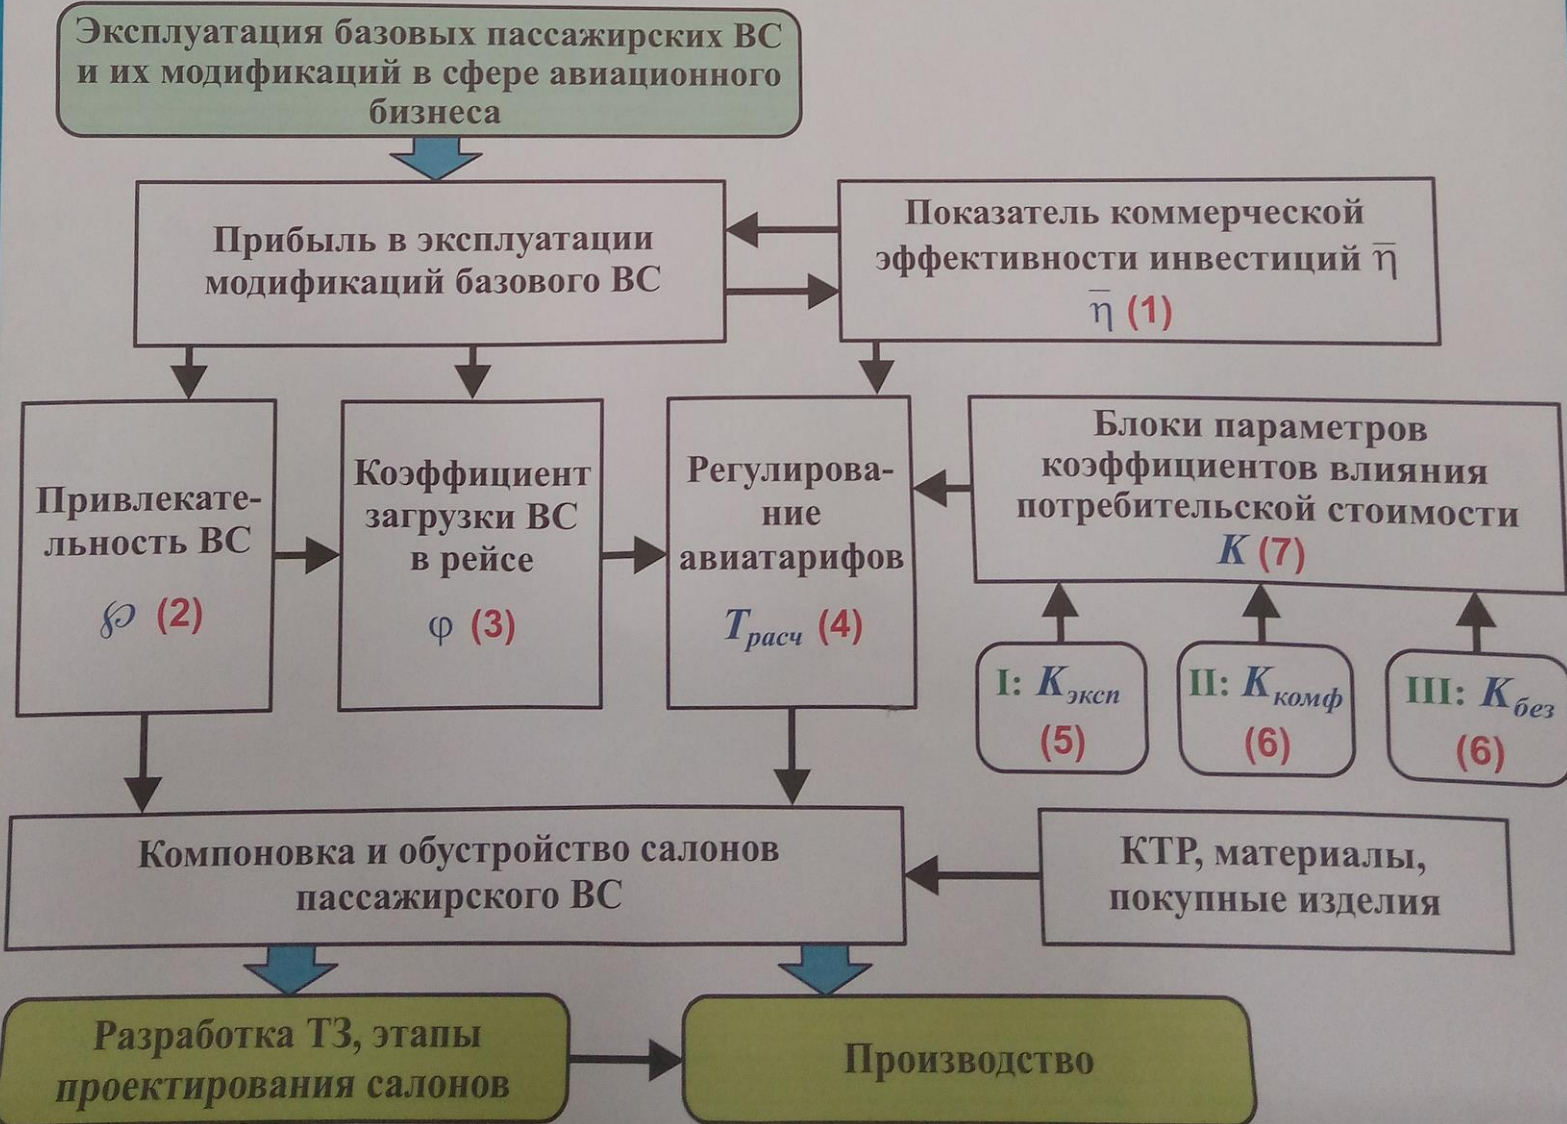 Эксплуатация базовых пассажирских ВС
и их модификаций в сфере авиационного
бизнеса
Прибыль в эксплуатации
модификаций базового ВС
Показатель коммерческой
эффективности инвестиций η̅
η̅ (1)
Привлекате-
льность ВС
℘ (2)
Коэффициент
загрузки ВС
в рейсе
φ (3)
Регулирова-
ние
авиатарифов
Tрасч (4)
Блоки параметров
коэффициентов влияния
потребительской стоимости
K (7)
I: Kэксп
(5)
II: Kкомф
(6)
III: Kбез
(6)
Компоновка и обустройство салонов
пассажирского ВС
КТР, материалы,
покупные изделия
Разработка ТЗ, этапы
проектирования салонов
Производство